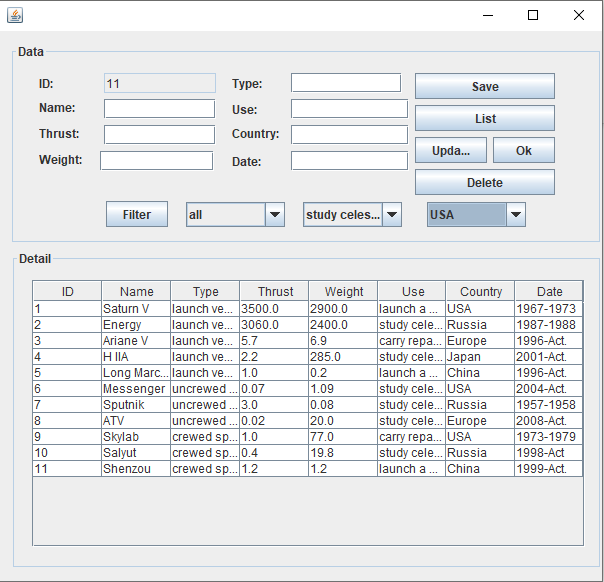 Data
ID: 11 Type: Save
Name: Use: List
Thrust: Country: Upda... Ok
Weight: Date: Delete
Filter all study celes... USA
Detail
ID Name Type Thrust Weight Use Country Date
1 Saturn V launch ve... 3500.0 2900.0 launch a ... USA 1967-1973
2 Energy launch ve... 3060.0 2400.0 study cele... Russia 1987-1988
3 Ariane V launch ve... 5.7 6.9 carry repa... Europe 1996-Act.
4 H IIA launch ve... 2.2 285.0 study cele... Japan 2001-Act.
5 Long Marc... launch ve... 1.0 0.2 launch a ... China 1996-Act.
6 Messenger uncrewed ... 0.07 1.09 study cele... USA 2004-Act.
7 Sputnik uncrewed ... 3.0 0.08 study cele... Russia 1957-1958
8 ATV uncrewed ... 0.02 20.0 study cele... Europe 2008-Act.
9 Skylab crewed sp... 1.0 77.0 carry repa... USA 1973-1979
10 Salyut crewed sp... 0.4 19.8 study cele... Russia 1998-Act
11 Shenzou crewed sp... 1.2 1.2 launch a ... China 1999-Act.